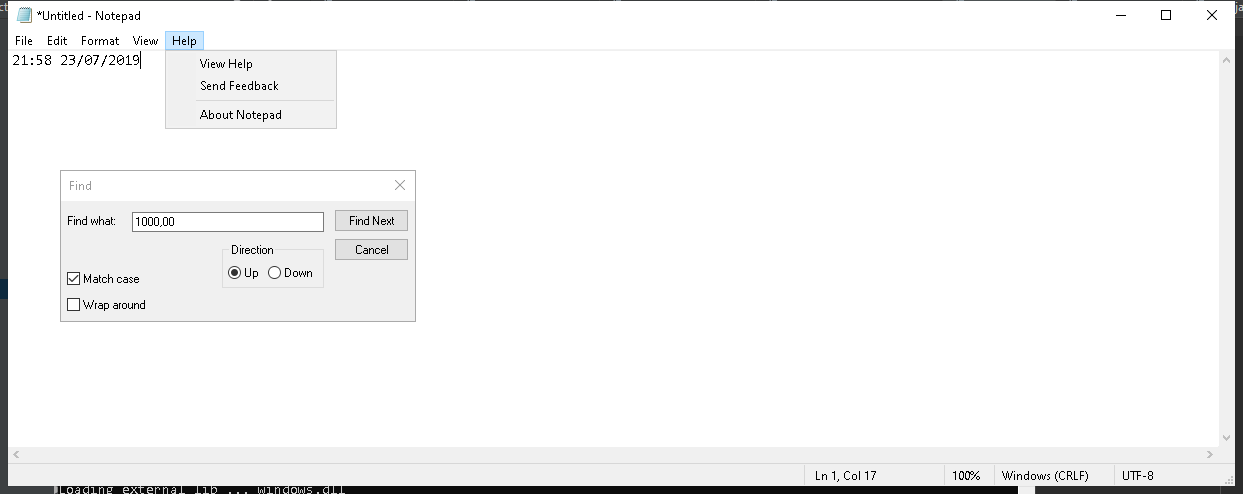 *Untitled - Notepad
File Edit Format View Help
21:58 23/07/2019
View Help
Send Feedback
About Notepad
Find
Find what: 1000,00 Find Next
Direction Cancel
Up Down
Match case
Wrap around
Ln 1, Col 17 100% Windows (CRLF) UTF-8
Loading external lib ... windows.dll